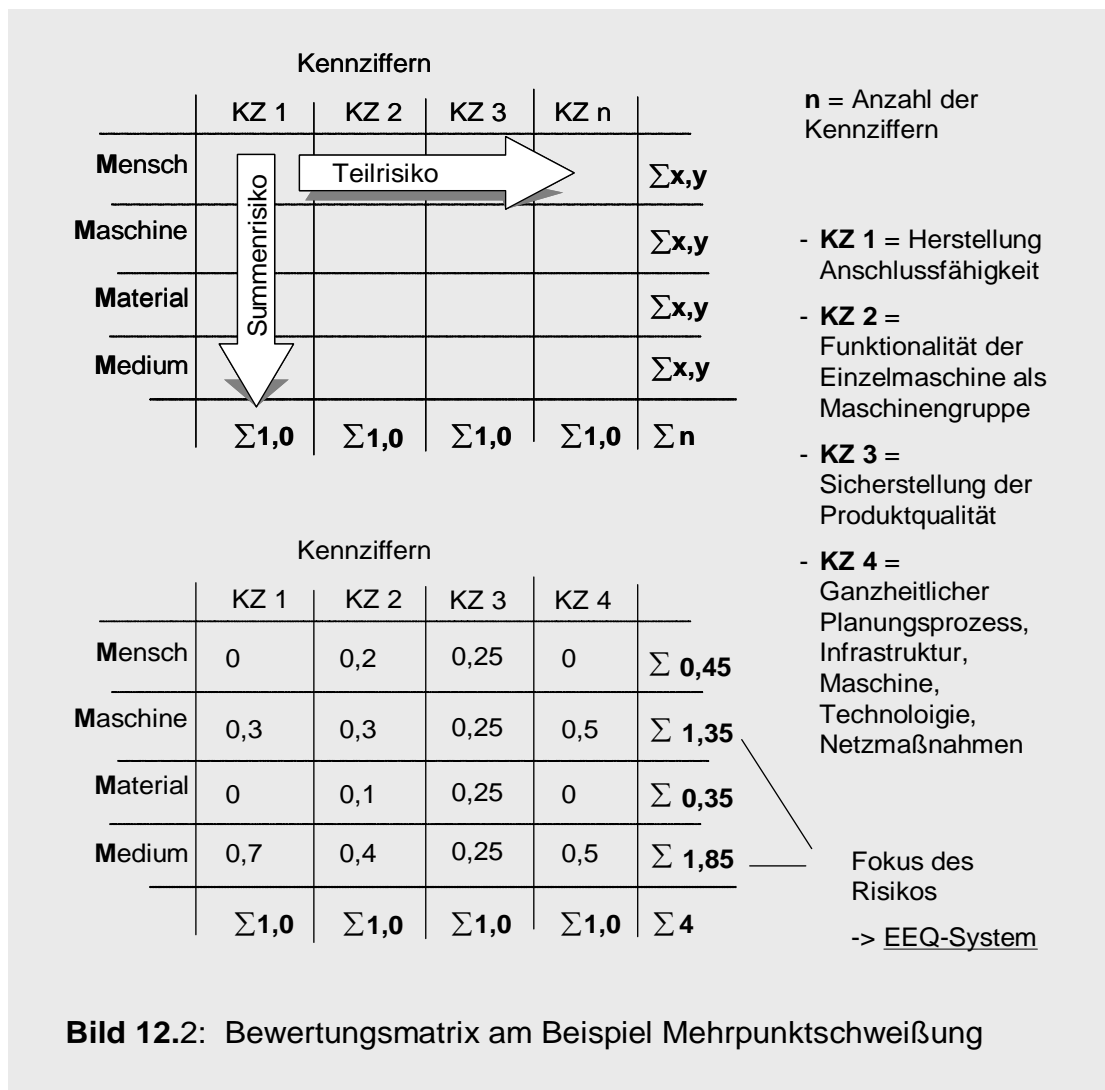 Kennziffern
KZ 1 KZ 2 KZ 3 KZ n
Mensch Teilrisiko ∑x,y
Summenrisiko
Maschine ∑x,y
Material ∑x,y
Medium ∑x,y
∑1,0 ∑1,0 ∑1,0 ∑1,0 ∑n
n = Anzahl der
Kennziffern
- KZ 1 = Herstellung
Anschlussfähigkeit
- KZ 2 =
Funktionalität der
Einzelmaschine als
Maschinengruppe
- KZ 3 =
Sicherstellung der
Produktqualität
- KZ 4 =
Ganzheitlicher
Planungsprozess,
Infrastruktur,
Maschine,
Technoloigie,
Netzmaßnahmen
Kennziffern
KZ 1 KZ 2 KZ 3 KZ 4
Mensch 0 0,2 0,25 0 ∑ 0,45
Maschine 0,3 0,3 0,25 0,5 ∑ 1,35
Material 0 0,1 0,25 0 ∑ 0,35
Medium 0,7 0,4 0,25 0,5 ∑ 1,85
∑1,0 ∑1,0 ∑1,0 ∑1,0 ∑4
Fokus des
Risikos
-> EEQ-System
Bild 12.2: Bewertungsmatrix am Beispiel Mehrpunktschweißung